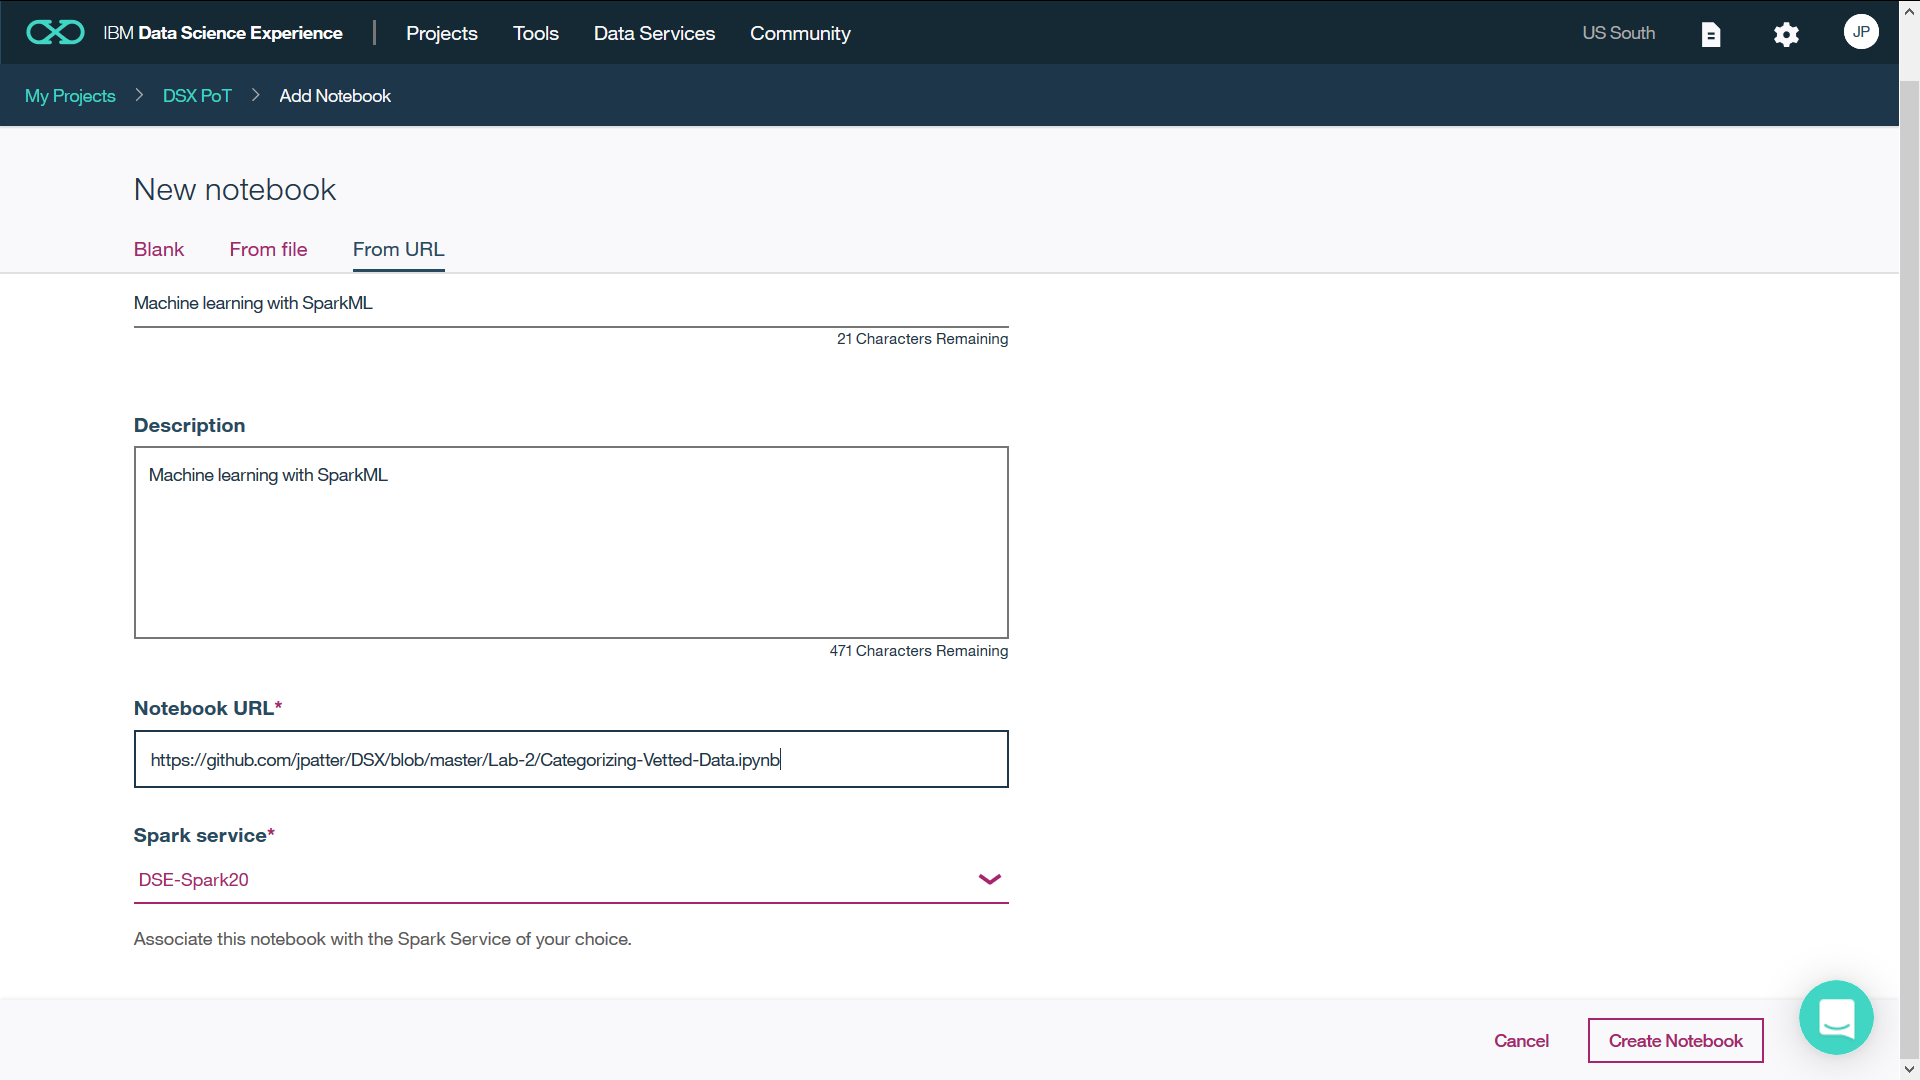 IBM Data Science Experience
Projects
Tools
Data Services
Community
US South
JP
My Projects > DSX PoT > Add Notebook
New notebook
Blank
From file
From URL
Machine learning with SparkML
21 Characters Remaining
Description
Machine learning with SparkML
471 Characters Remaining
Notebook URL*
https://github.com/jpatter/DSX/blob/master/Lab-2/Categorizing-Vetted-Data.ipynb
Spark service*
DSE-Spark20
Associate this notebook with the Spark Service of your choice.
Cancel
Create Notebook